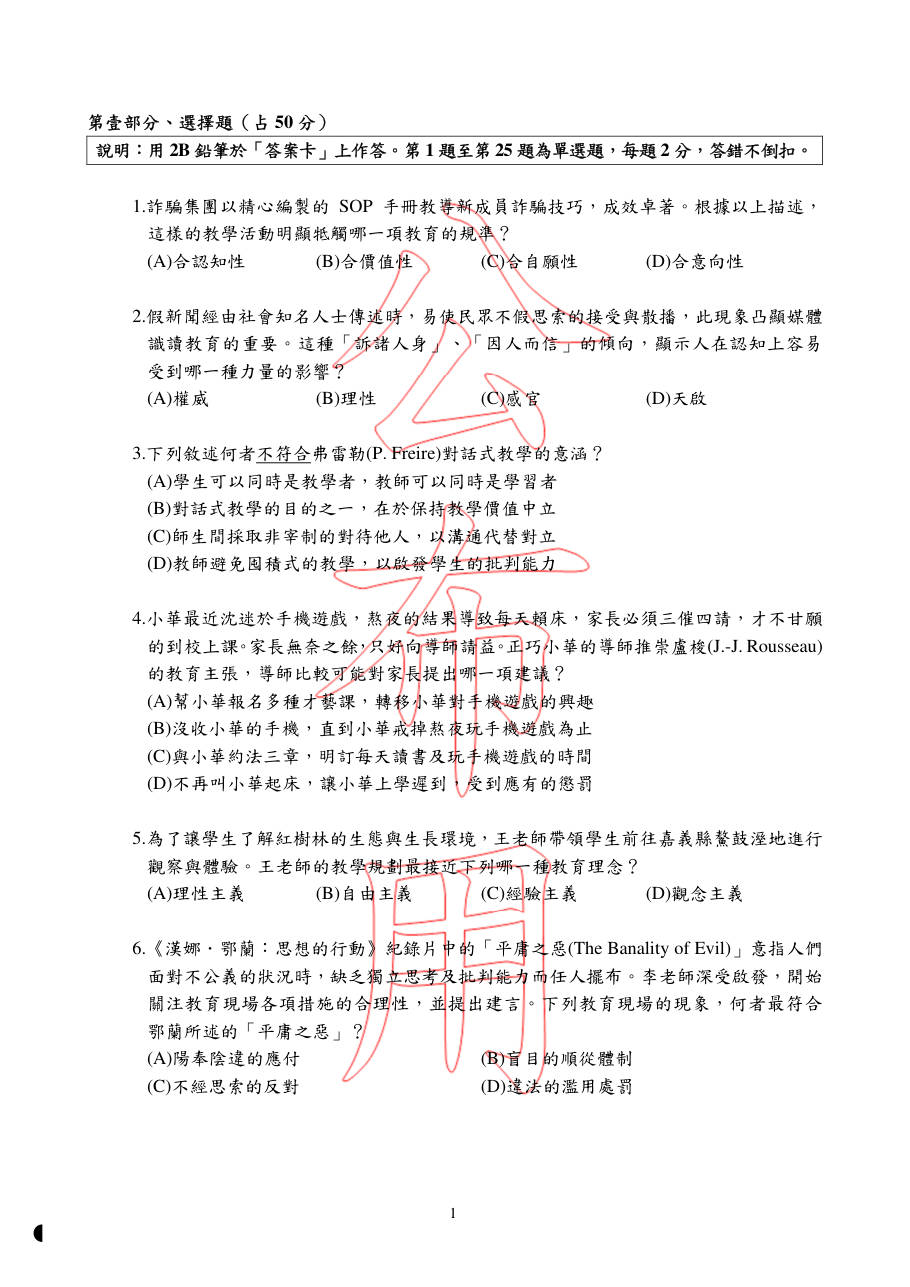 第壹部分、選擇題（占 50 分）
說明：用 2B 鉛筆於「答案卡」上作答。第 1 題至第 25 題為單選題，每題 2 分，答錯不倒扣。
1.詐騙集團以精心編製的 SOP 手冊教導新成員詐騙技巧，成效卓著。根據以上描述，
這樣的教學活動明顯牴觸哪一項教育的規準？
(A)合認知性 (B)合價值性 (C)合自願性 (D)合意向性
2.假新聞經由社會知名人士傳述時，易使民眾不假思索的接受與散播，此現象凸顯媒體
識讀教育的重要。這種「訴諸人身」、「因人而信」的傾向，顯示人在認知上容易
受到哪一種力量的影響？
(A)權威 (B)理性 (C)感官 (D)天啟
3.下列敘述何者不符合弗雷勒(P. Freire)對話式教學的意涵？
(A)學生可以同時是教學者，教師可以同時是學習者
(B)對話式教學的目的之一，在於保持教學價值中立
(C)師生間採取非宰制的對待他人，以溝通代替對立
(D)教師避免囤積式的教學，以啟發學生的批判能力
4.小華最近沈迷於手機遊戲，熬夜的結果導致每天賴床，家長必須三催四請，才不甘願
的到校上課。家長無奈之餘，只好向導師請益。正巧小華的導師推崇盧梭(J.-J. Rousseau)
的教育主張，導師比較可能對家長提出哪一項建議？
(A)幫小華報名多種才藝課，轉移小華對手機遊戲的興趣
(B)沒收小華的手機，直到小華戒掉熬夜玩手機遊戲為止
(C)與小華約法三章，明訂每天讀書及玩手機遊戲的時間
(D)不再叫小華起床，讓小華上學遲到，受到應有的懲罰
5.為了讓學生了解紅樹林的生態與生長環境，王老師帶領學生前往嘉義縣鰲鼓溼地進行
觀察與體驗。王老師的教學規劃最接近下列哪一種教育理念？
(A)理性主義 (B)自由主義 (C)經驗主義 (D)觀念主義
6.《漢娜．鄂蘭：思想的行動》紀錄片中的「平庸之惡(The Banality of Evil)」意指人們
面對不公義的狀況時，缺乏獨立思考及批判能力而任人擺布。李老師深受啟發，開始
關注教育現場各項措施的合理性，並提出建言。下列教育現場的現象，何者最符合
鄂蘭所述的「平庸之惡」？
(A)陽奉陰違的應付 (B)盲目的順從體制
(C)不經思索的反對 (D)違法的濫用處罰
公布用
1